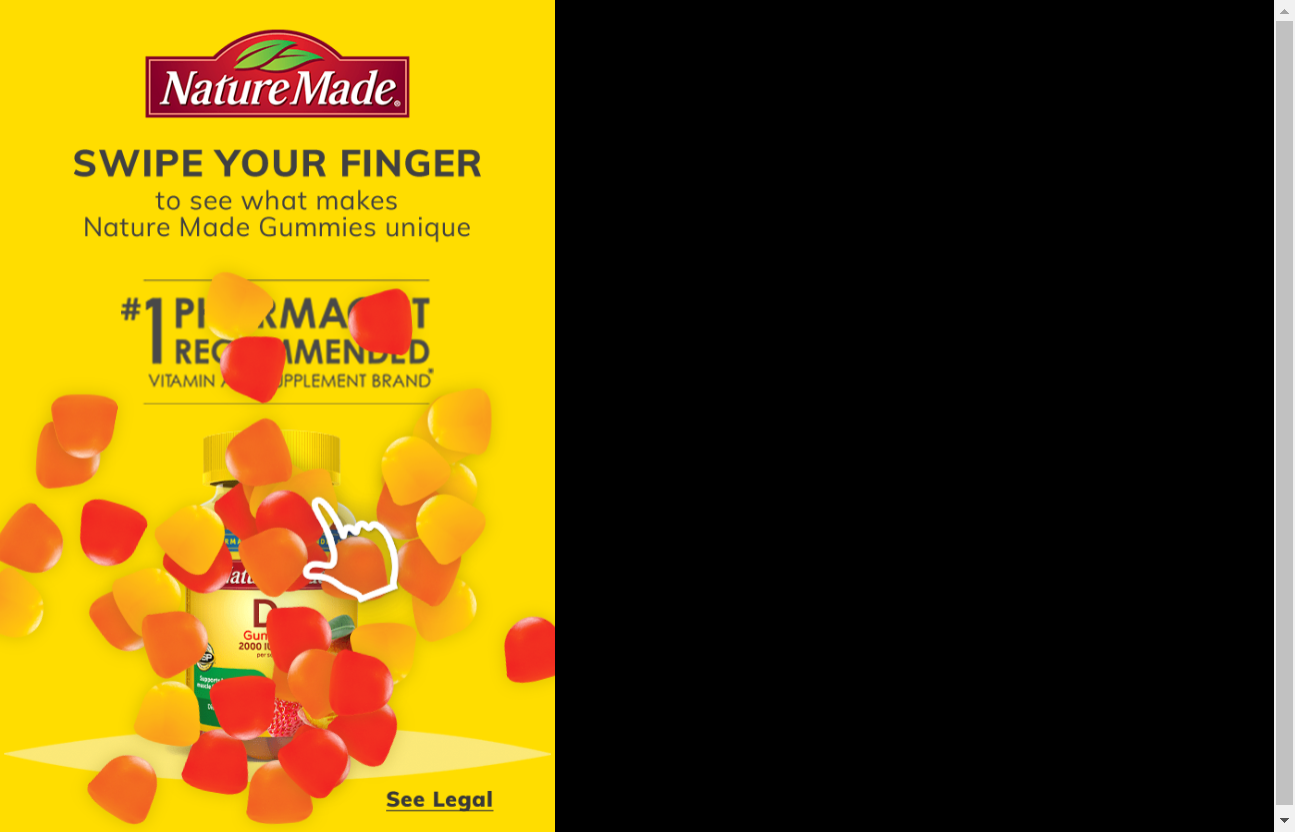 Nature Made®
SWIPE YOUR FINGER
to see what makes
Nature Made Gummies unique
#1
RECOMMENDED
VITAMIN SUPPLEMENT BRAND*
D
2000 IU
See Legal